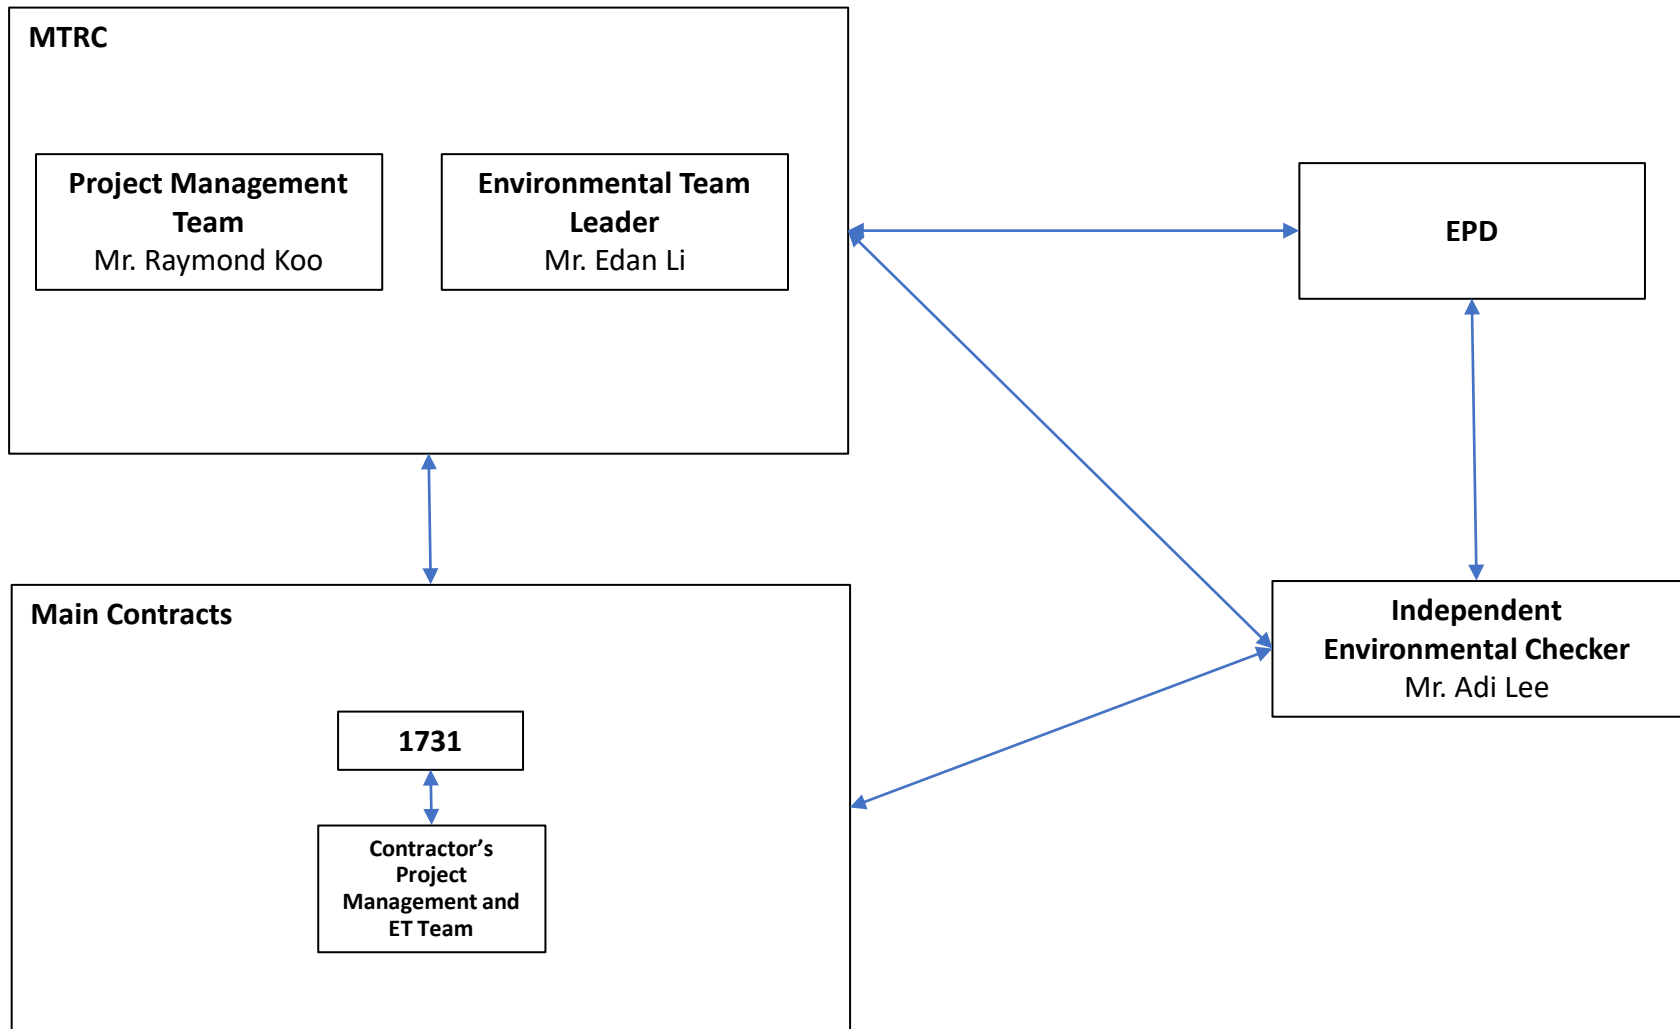 MTRC
Project Management
Team
Mr. Raymond Koo
Environmental Team
Leader
Mr. Edan Li
EPD
Main Contracts
1731
Contractor’s
Project
Management and
ET Team
Independent
Environmental Checker
Mr. Adi Lee